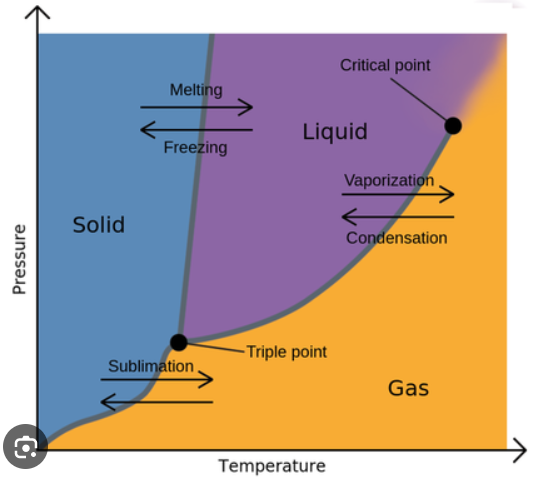 Critical point
Melting
Liquid
Freezing
Vaporization
Solid
Condensation
Pressure
Triple point
Sublimation
Gas
Temperature